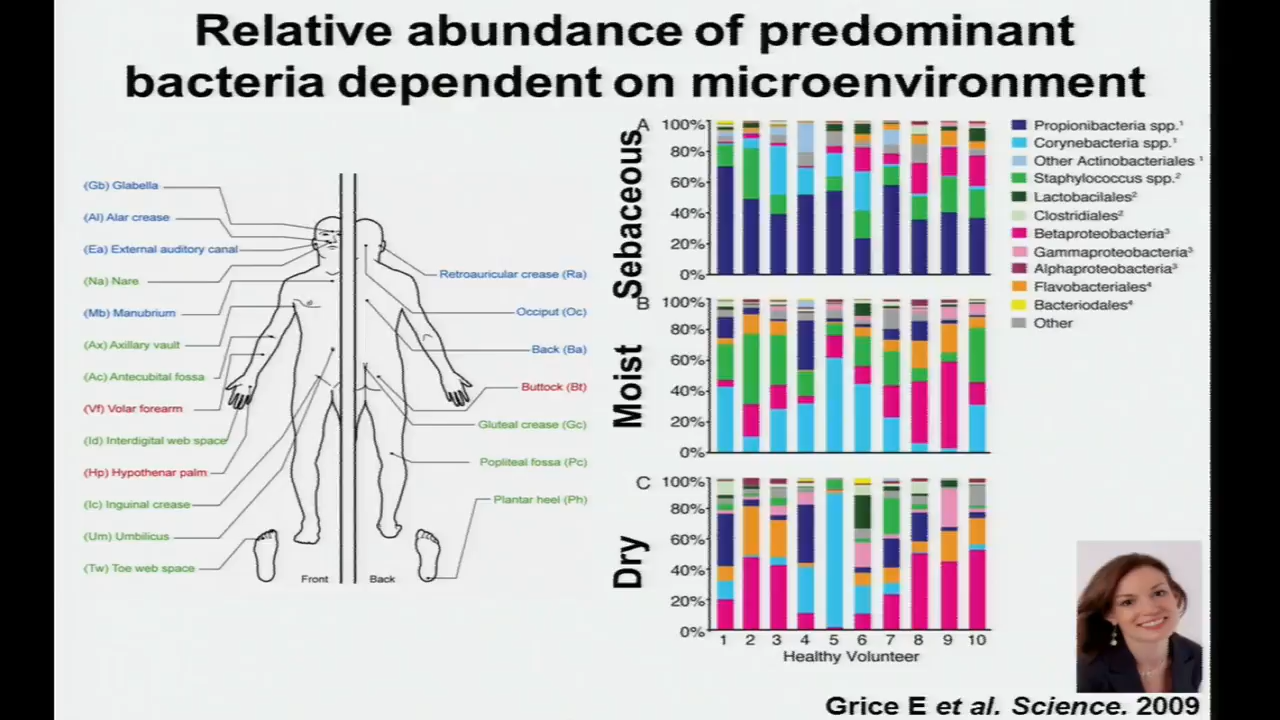 Relative abundance of predominant
bacteria dependent on microenvironment
(Gb) Glabella
(Al) Alar crease
(Ea) External auditory canal
(Na) Nare
(Mb) Manubrium
(Ax) Axillary vault
(Ac) Antecubital fossa
(Vf) Volar forearm
(Id) Interdigital web space
(Hp) Hypothenar palm
(Ic) Inguinal crease
(Um) Umbilicus
(Tw) Toe web space
Front
Back
Retroauricular crease (Ra)
Occiput (Oc)
Back (Ba)
Buttock (Bt)
Gluteal crease (Gc)
Popliteal fossa (Pc)
Plantar heel (Ph)
Sebaceous
A
100%
80%
60%
40%
20%
0%
Moist
B
100%
80%
60%
40%
20%
0%
Dry
C
100%
80%
60%
40%
20%
0%
1 2 3 4 5 6 7 8 9 10
Healthy Volunteer
Propionibacteria spp.¹
Corynebacteria spp.¹
Other Actinobacteriales ¹
Staphylococcus spp.²
Lactobacilales²
Clostridiales²
Betaproteobacteria³
Gammaproteobacteria³
Alphaproteobacteria³
Flavobacteriales⁴
Bacteriodales⁴
Other
Grice E et al. Science. 2009